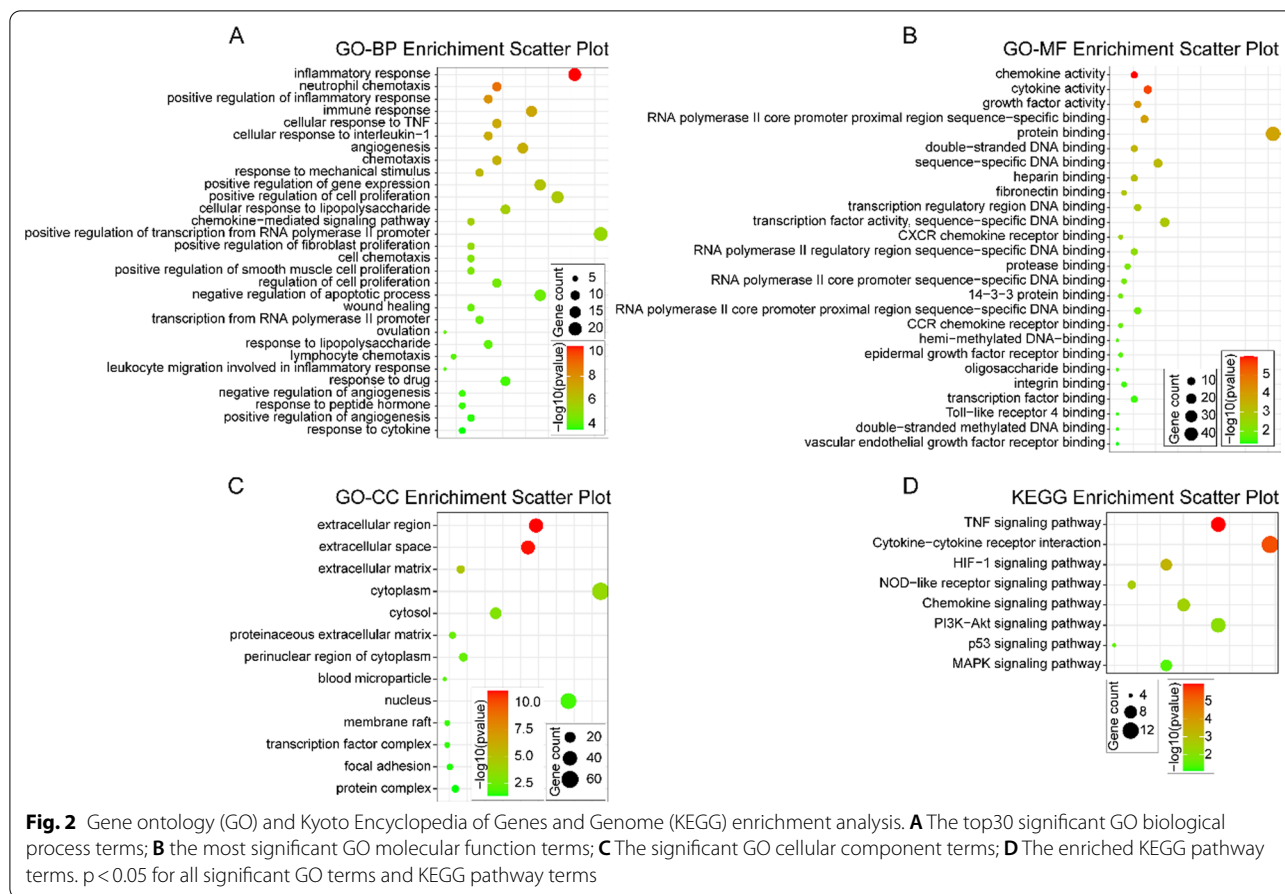 A
GO-BP Enrichment Scatter Plot
inflammatory response
neutrophil chemotaxis
positive regulation of inflammatory response
immune response
cellular response to TNF
cellular response to interleukin-1
angiogenesis
chemotaxis
response to mechanical stimulus
positive regulation of gene expression
positive regulation of cell proliferation
cellular response to lipopolysaccharide
chemokine-mediated signaling pathway
positive regulation of transcription from RNA polymerase II promoter
positive regulation of fibroblast proliferation
cell chemotaxis
positive regulation of smooth muscle cell proliferation
regulation of cell proliferation
negative regulation of apoptotic process
wound healing
transcription from RNA polymerase II promoter
ovulation
response to lipopolysaccharide
lymphocyte chemotaxis
leukocyte migration involved in inflammatory response
response to drug
negative regulation of angiogenesis
response to peptide hormone
positive regulation of angiogenesis
response to cytokine
Gene count
5
10
15
20
-log10(pvalue)
10
8
6
4
B
GO-MF Enrichment Scatter Plot
chemokine activity
cytokine activity
growth factor activity
RNA polymerase II core promoter proximal region sequence-specific binding
protein binding
double-stranded DNA binding
sequence-specific DNA binding
heparin binding
fibronectin binding
transcription regulatory region DNA binding
transcription factor activity, sequence-specific DNA binding
CXCR chemokine receptor binding
RNA polymerase II regulatory region sequence-specific DNA binding
protease binding
RNA polymerase II core promoter sequence-specific DNA binding
14-3-3 protein binding
RNA polymerase II core promoter proximal region sequence-specific DNA binding
CCR chemokine receptor binding
hemi-methylated DNA-binding
epidermal growth factor receptor binding
oligosaccharide binding
integrin binding
transcription factor binding
Toll-like receptor 4 binding
double-stranded methylated DNA binding
vascular endothelial growth factor receptor binding
Gene count
10
20
30
40
-log10(pvalue)
5
4
3
2
C
GO-CC Enrichment Scatter Plot
extracellular region
extracellular space
extracellular matrix
cytoplasm
cytosol
proteinaceous extracellular matrix
perinuclear region of cytoplasm
blood microparticle
nucleus
membrane raft
transcription factor complex
focal adhesion
protein complex
-log10(pvalue)
10.0
7.5
5.0
2.5
Gene count
20
40
60
D
KEGG Enrichment Scatter Plot
TNF signaling pathway
Cytokine-cytokine receptor interaction
HIF-1 signaling pathway
NOD-like receptor signaling pathway
Chemokine signaling pathway
PI3K-Akt signaling pathway
p53 signaling pathway
MAPK signaling pathway
Gene count
4
8
12
-log10(pvalue)
5
4
3
2
Fig. 2 Gene ontology (GO) and Kyoto Encyclopedia of Genes and Genome (KEGG) enrichment analysis. A The top30 significant GO biological
process terms; B the most significant GO molecular function terms; C The significant GO cellular component terms; D The enriched KEGG pathway
terms. p < 0.05 for all significant GO terms and KEGG pathway terms